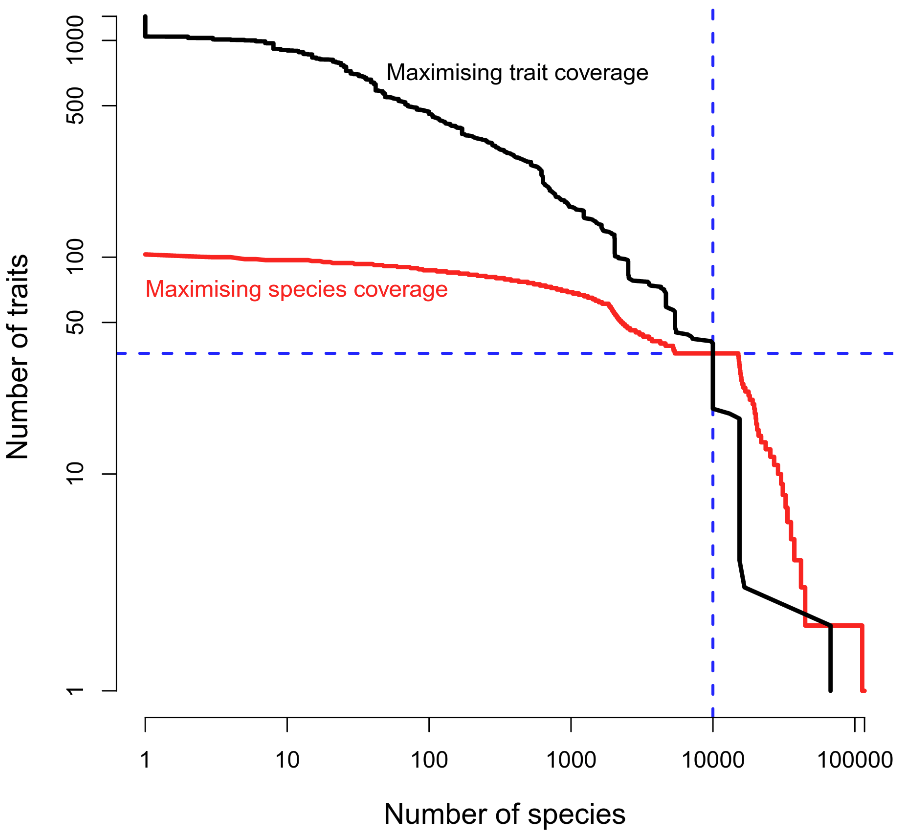 1000
500
100
50
10
1
Number of traits
Maximising trait coverage
Maximising species coverage
1 10 100 1000 10000 100000
Number of species